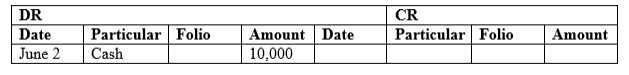 DR CR
Date Particular Folio Amount Date Particular Folio Amount
June 2 Cash 10,000